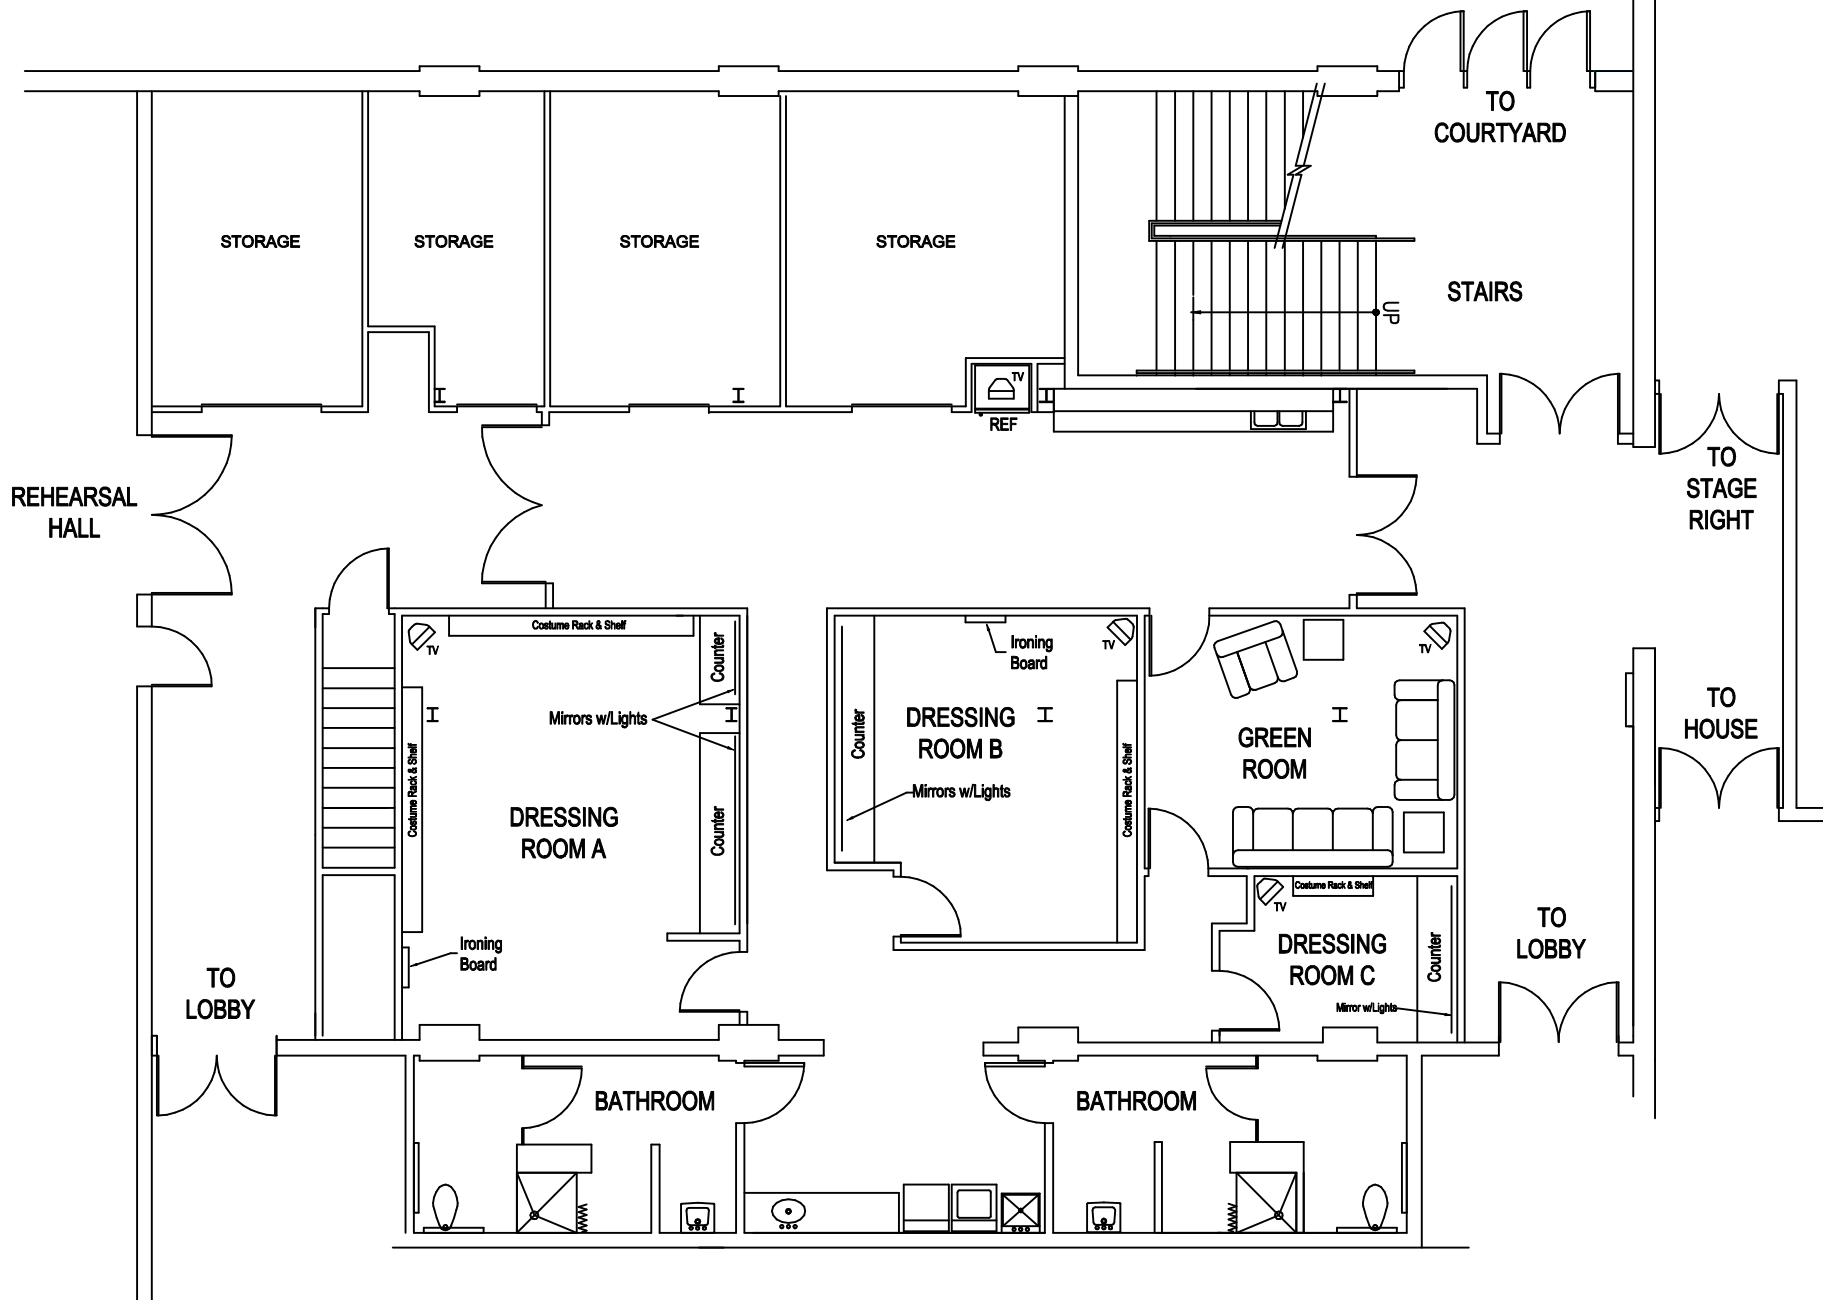 TO
COURTYARD
STORAGE
STORAGE
STORAGE
STORAGE
STAIRS
UP
TV
REF
REHEARSAL
HALL
TO
STAGE
RIGHT
Costume Rack & Shelf
TV
Counter
Mirrors w/Lights
Costume Rack & Shelf
DRESSING
ROOM A
Counter
Ironing
Board
Ironing
Board
TV
Counter
DRESSING
ROOM B
Mirrors w/Lights
Costume Rack & Shelf
TV
GREEN
ROOM
TO
HOUSE
TV
Costume Rack & Shelf
DRESSING
ROOM C
Counter
Mirror w/Lights
TO
LOBBY
TO
LOBBY
BATHROOM
BATHROOM